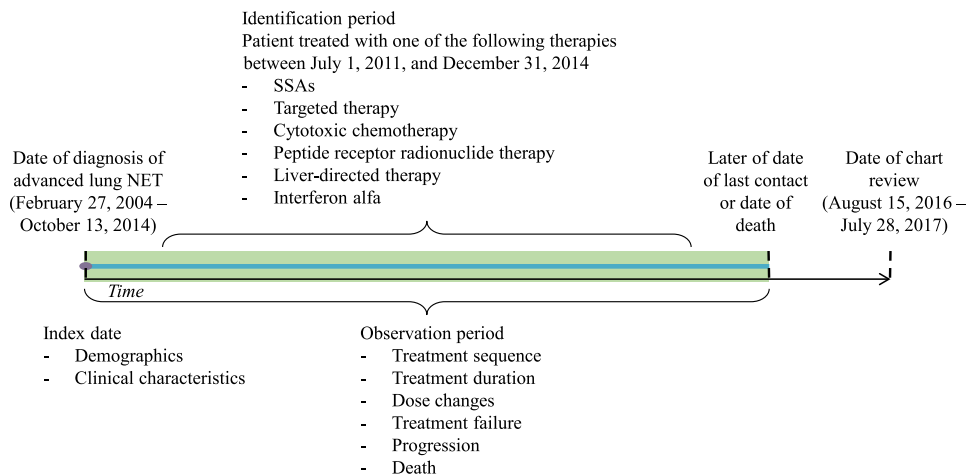 Identification period
Patient treated with one of the following therapies
between July 1, 2011, and December 31, 2014
- SSAs
- Targeted therapy
- Cytotoxic chemotherapy
- Peptide receptor radionuclide therapy
- Liver-directed therapy
- Interferon alfa
Date of diagnosis of
advanced lung NET
(February 27, 2004 –
October 13, 2014)
Later of date
of last contact
or date of
death
Date of chart
review
(August 15, 2016 –
July 28, 2017)
Time
Index date
- Demographics
- Clinical characteristics
Observation period
- Treatment sequence
- Treatment duration
- Dose changes
- Treatment failure
- Progression
- Death